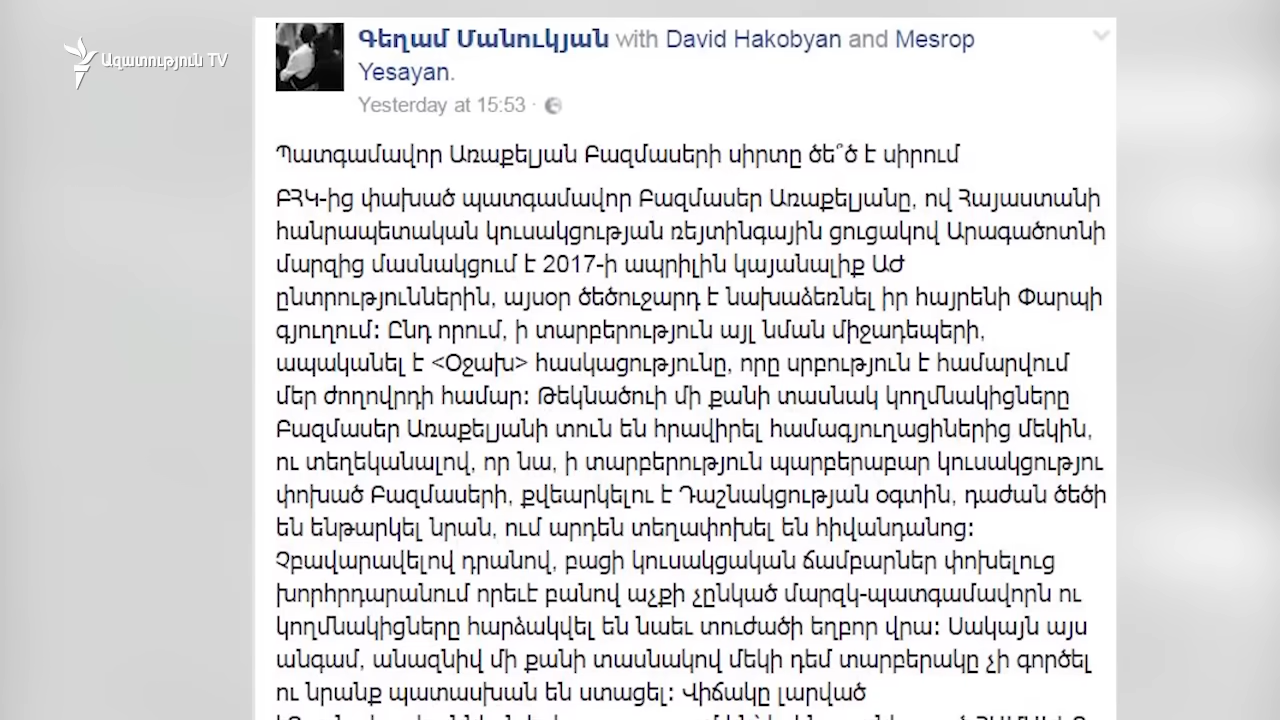 Ազատություն TV
Գեղամ Մանուկյան with David Hakobyan and Mesrop
Yesayan.
Yesterday at 15:53 ·
Պատգամավոր Առաքելյան Բազմասերի սիրտը ծե՞ծ է սիրում
ԲՀԿ-ից փախած պատգամավոր Բազմասեր Առաքելյանը, ով Հայաստանի
հանրապետական կուսակցության ռեյտինգային ցուցակով Արագածոտնի
մարզից մասնակցում է 2017-ի ապրիլին կայանալիք ԱԺ
ընտրություններին, այսօր ծեծուջարդ է նախաձեռնել իր հայրենի Փարպի
գյուղում: Ընդ որում, ի տարբերություն այլ նման միջադեպերի,
ապականել է <Օջախ> հասկացությունը, որը սրբություն է համարվում
մեր ժողովրդի համար: Թեկնածուի մի քանի տասնակ կողմնակիցները
Բազմասեր Առաքելյանի տուն են հրավիրել համագյուղացիներից մեկին,
ու տեղեկանալով, որ նա, ի տարբերություն պարբերաբար կուսակցությու
փոխած Բազմասերի, քվեարկելու է Դաշնակցության օգտին, դաժան ծեծի
են ենթարկել նրան, ում արդեն տեղափոխել են հիվանդանոց:
Չբավարավելով դրանով, բացի կուսակցական ճամբարներ փոխելուց
խորհրդարանում որեւէ բանով աչքի չընկած մարզկ-պատգամավորն ու
կողմնակիցները հարձակվել են նաեւ տուժածի եղբոր վրա: Սակայն այս
անգամ, անազնիվ մի քանի տասնակով մեկի դեմ տարբերակը չի գործել
ու նրանք պատասխան են ստացել: Վիճակը լարված